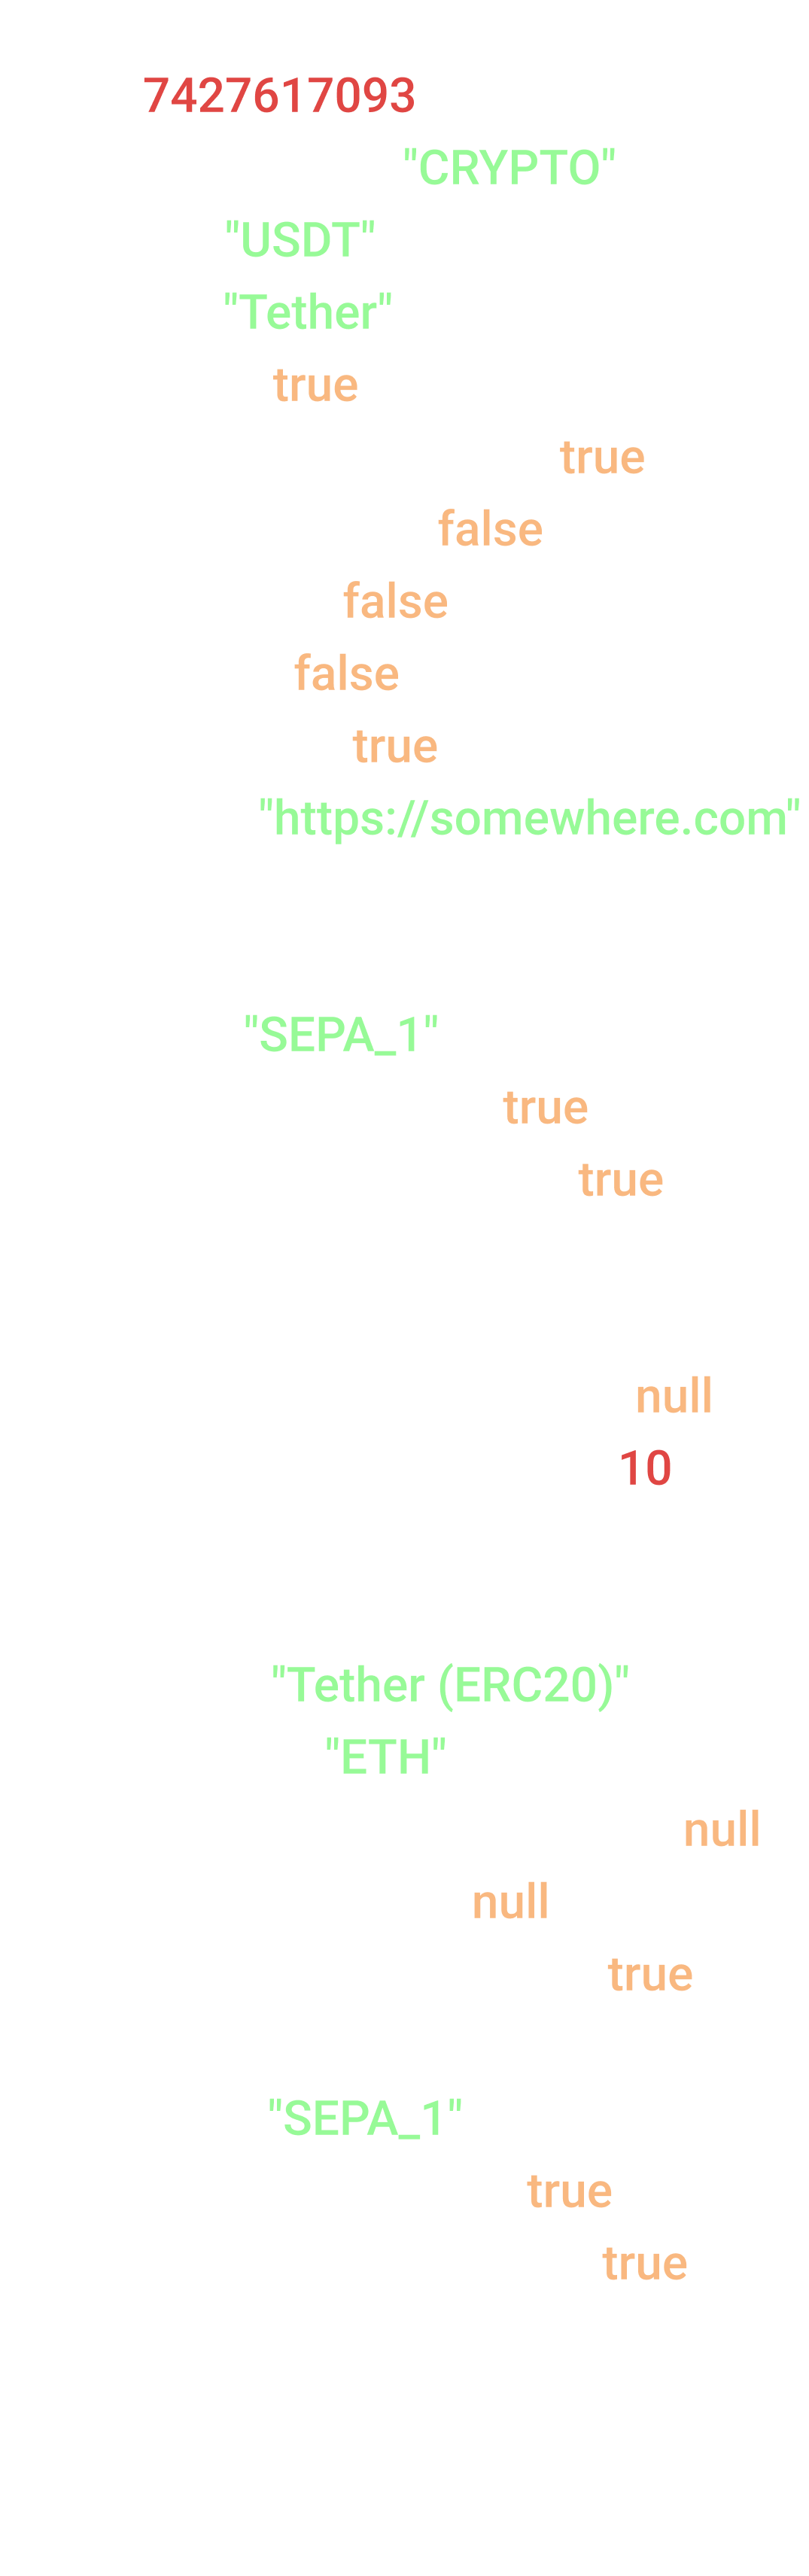 7427617093
"CRYPTO"
"USDT"
"Tether"
true
true
false
false
false
true
"https://somewhere.com"
"SEPA_1"
true
true
null
10
"Tether (ERC20)"
"ETH"
null
null
true
"SEPA_1"
true
true